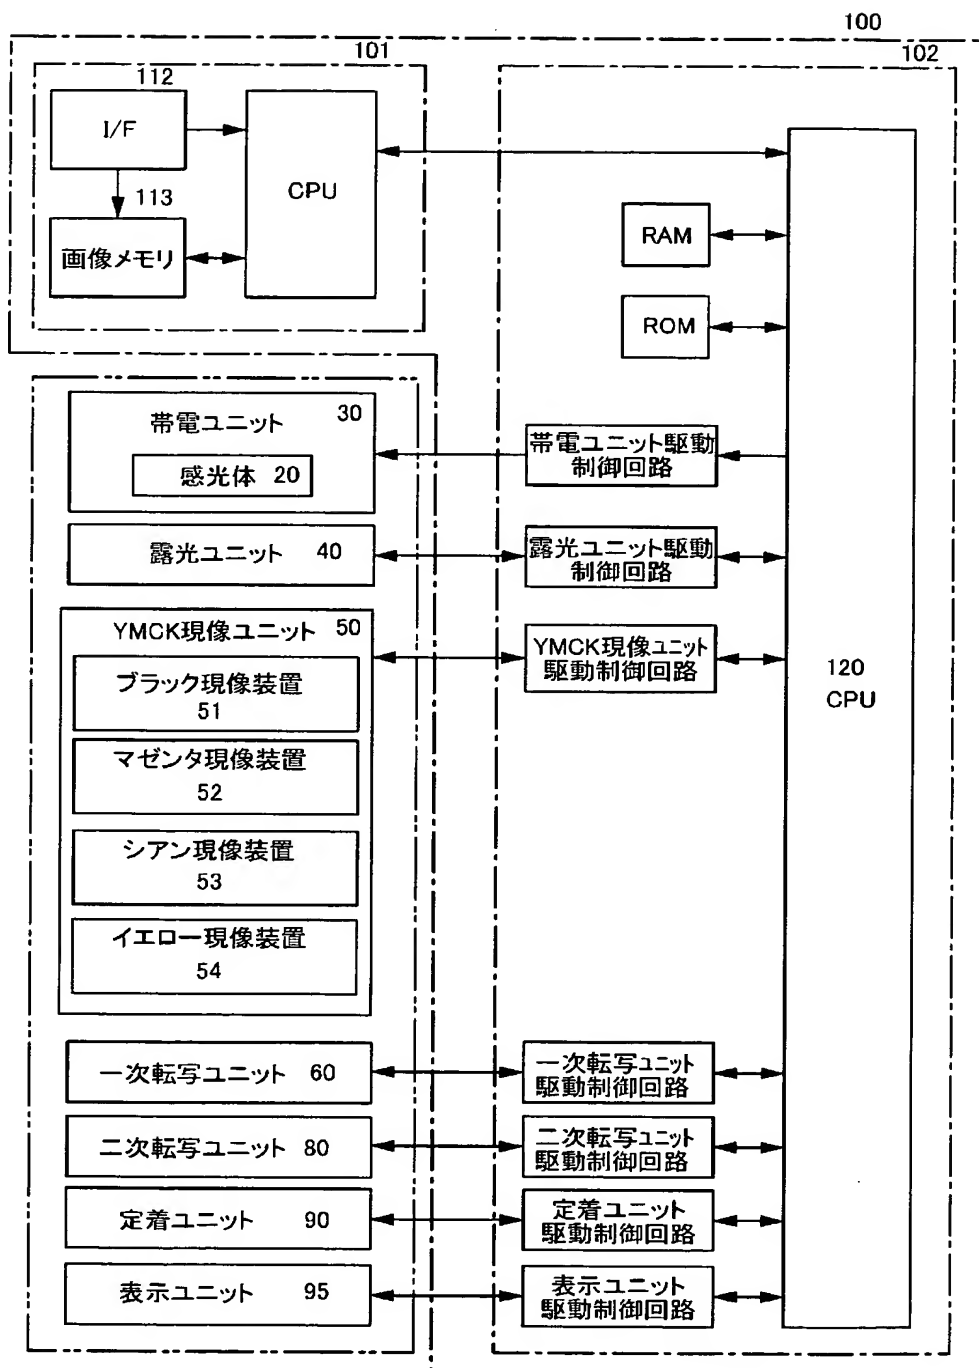 100
101
102
112
I/F
CPU
113
画像メモリ
RAM
ROM
帯電ユニット 30
感光体 20
帯電ユニット駆動
制御回路
露光ユニット 40
露光ユニット駆動
制御回路
YMCK現像ユニット 50
YMCK現像ユニット
駆動制御回路
ブラック現像装置
51
マゼンタ現像装置
52
シアン現像装置
53
イエロー現像装置
54
120
CPU
一次転写ユニット 60
一次転写ユニット
駆動制御回路
二次転写ユニット 80
二次転写ユニット
駆動制御回路
定着ユニット 90
定着ユニット
駆動制御回路
表示ユニット 95
表示ユニット
駆動制御回路